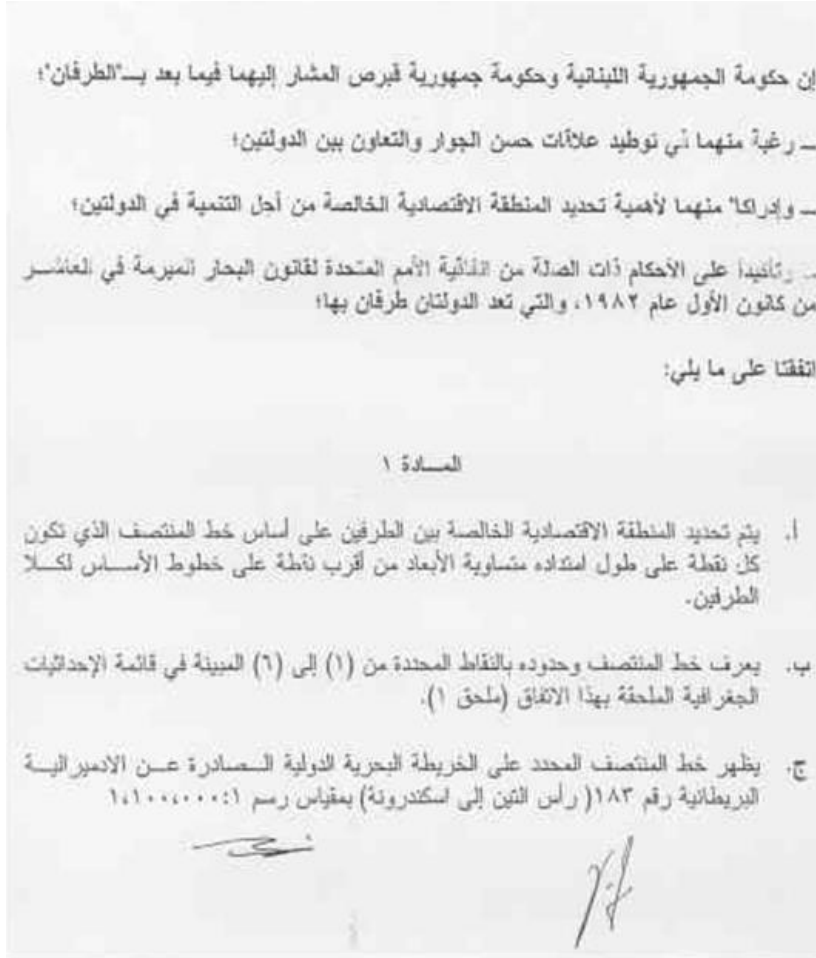 إن حكومة الجمهورية اللبنانية وحكومة جمهورية قبرص المشار إليهما فيما بعد بـ"الطرفان"؛
ـ رغبة منهما في توطيد علاقات حسن الجوار والتعاون بين الدولتين؛
ـ وإدراكا" منهما لأهمية تحديد المنطقة الاقتصادية الخالصة من أجل التنمية في الدولتين؛
ـ وتأكيداً على الأحكام ذات الصلة من اتفاقية الأمم المتحدة لقانون البحار المبرمة في العاشر
من كانون الأول عام ١٩٨٢، والتي تعد الدولتان طرفان بها؛
اتفقتا على ما يلي:
المادة ١
أ. يتم تحديد المنطقة الاقتصادية الخالصة بين الطرفين على أساس خط المنتصف الذي تكون
كل نقطة على طول امتداده متساوية الأبعاد من أقرب نقطة على خطوط الأساس لكلا
الطرفين.
ب. يعرف خط المنتصف وحدوده بالنقاط المحددة من (١) إلى (٦) المبينة في قائمة الإحداثيات
الجغرافية الملحقة بهذا الاتفاق (ملحق ١).
ج. يظهر خط المنتصف المحدد على الخريطة البحرية الدولية الصادرة عن الادميرالية
البريطانية رقم ١٨٣( رأس التين إلى اسكندرونة) بمقياس رسم ١:١،١٠٠،٠٠٠